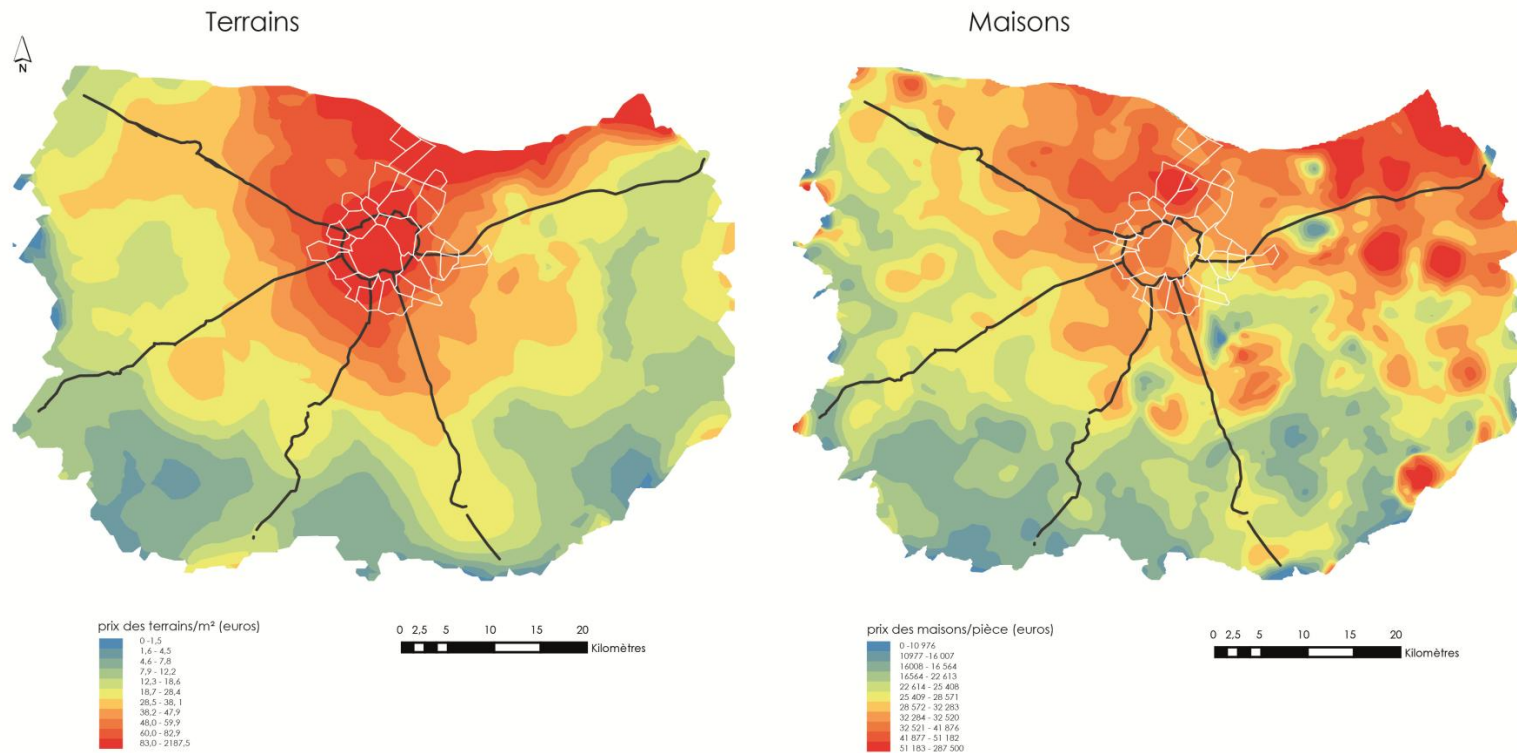 Terrains
Maisons
N
prix des terrains/m² (euros)
0 -1,5
1,6 - 4,5
4,6 - 7,8
7,9 - 12,2
12,3 - 18,6
18,7 - 28,4
28,5 - 38, 1
38,2 - 47,9
48,0 - 59,9
60,0 - 82,9
83,0 - 2187,5
0 2,5 5 10 15 20
Kilomètres
prix des maisons/pièce (euros)
0 -10 976
10977 -16 007
16008 - 16 564
16564 - 22 613
22 614 - 25 408
25 409 - 28 571
28 572 - 32 283
32 284 - 32 520
32 521 - 41 876
41 877 - 51 182
51 183 - 287 500
0 2,5 5 10 15 20
Kilomètres